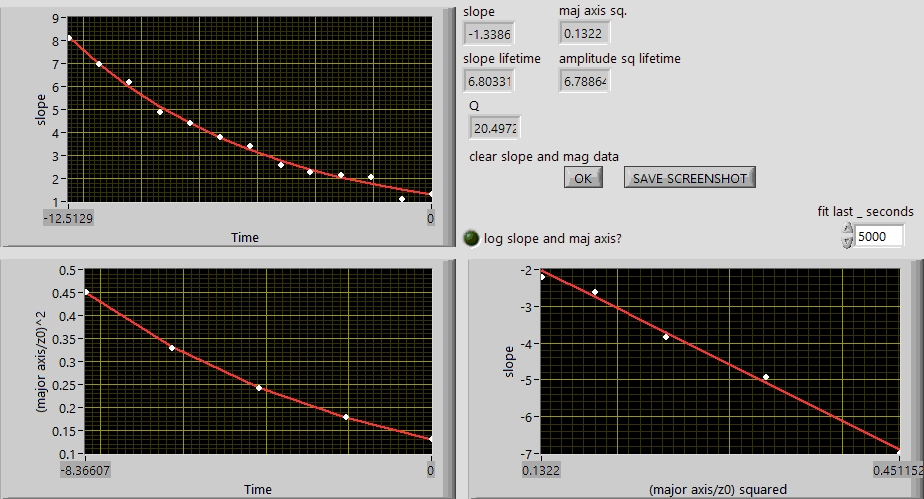 slope
-1.3386
maj axis sq.
0.1322
slope lifetime
6.80331
amplitude sq lifetime
6.7886
Q
20.4972
clear slope and mag data
OK
SAVE SCREENSHOT
log slope and maj axis?
fit last _ seconds
5000
9
8
7
6
5
4
3
2
1
slope
-12.5129
0
Time
0.5
0.45
0.4
0.35
0.3
0.25
0.2
0.15
0.1
(major axis/z0)^2
-8.36607
0
Time
-2
-3
-4
-5
-6
-7
slope
0.1322
0.451152
(major axis/z0) squared